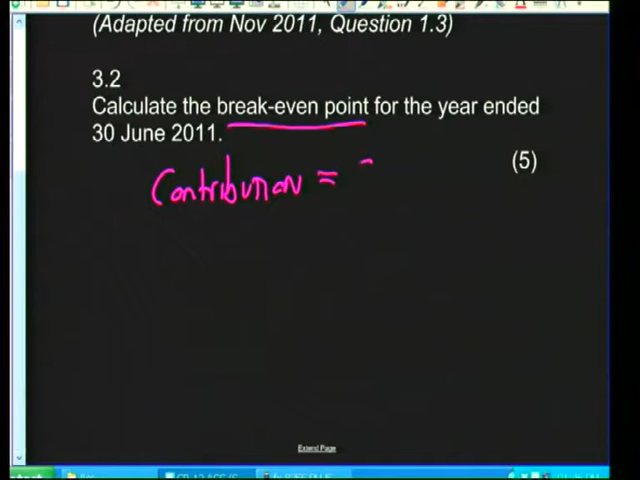 (Adapted from Nov 2011, Question 1.3)
3.2
Calculate the break-even point for the year ended
30 June 2011.
(5)
Contribution =
Extend Page